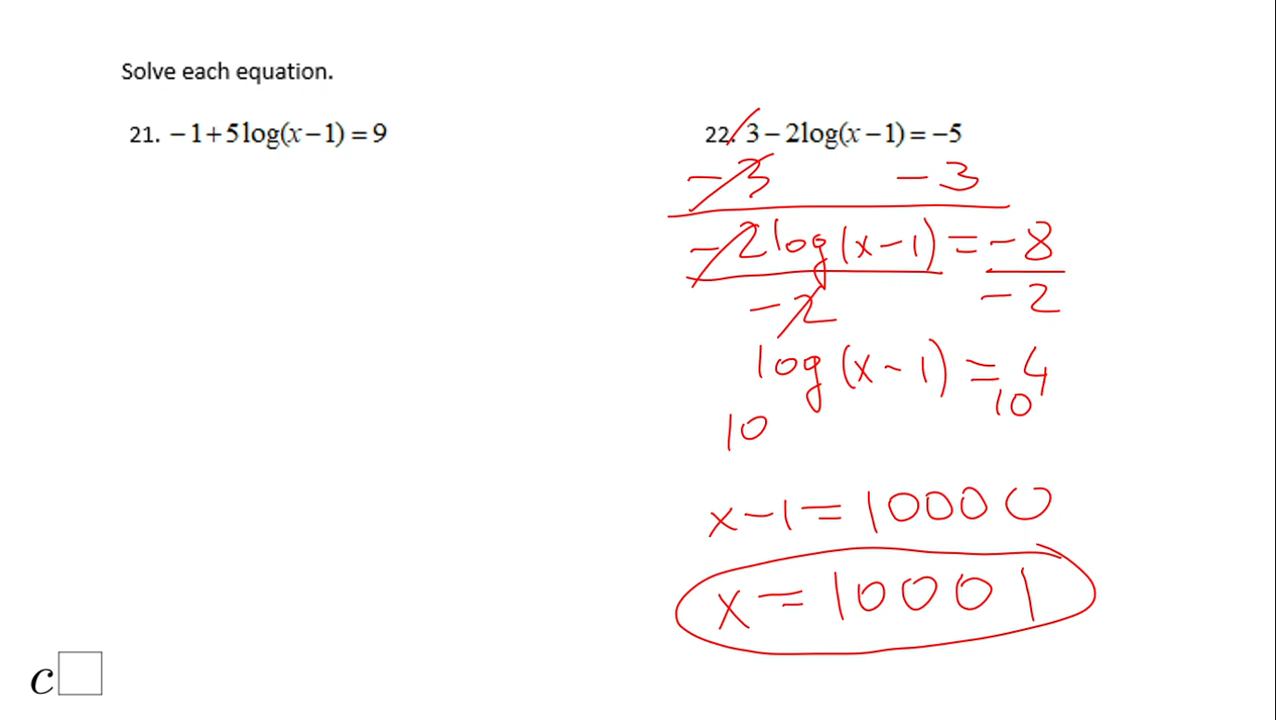 Solve each equation.
21. −1+5log(x−1)=9
22. 3−2log(x−1)=−5
−3 −3
−2log(x−1)=−8
−2 −2
log(x−1)=4
10 10
x−1=10000
x=10001
c